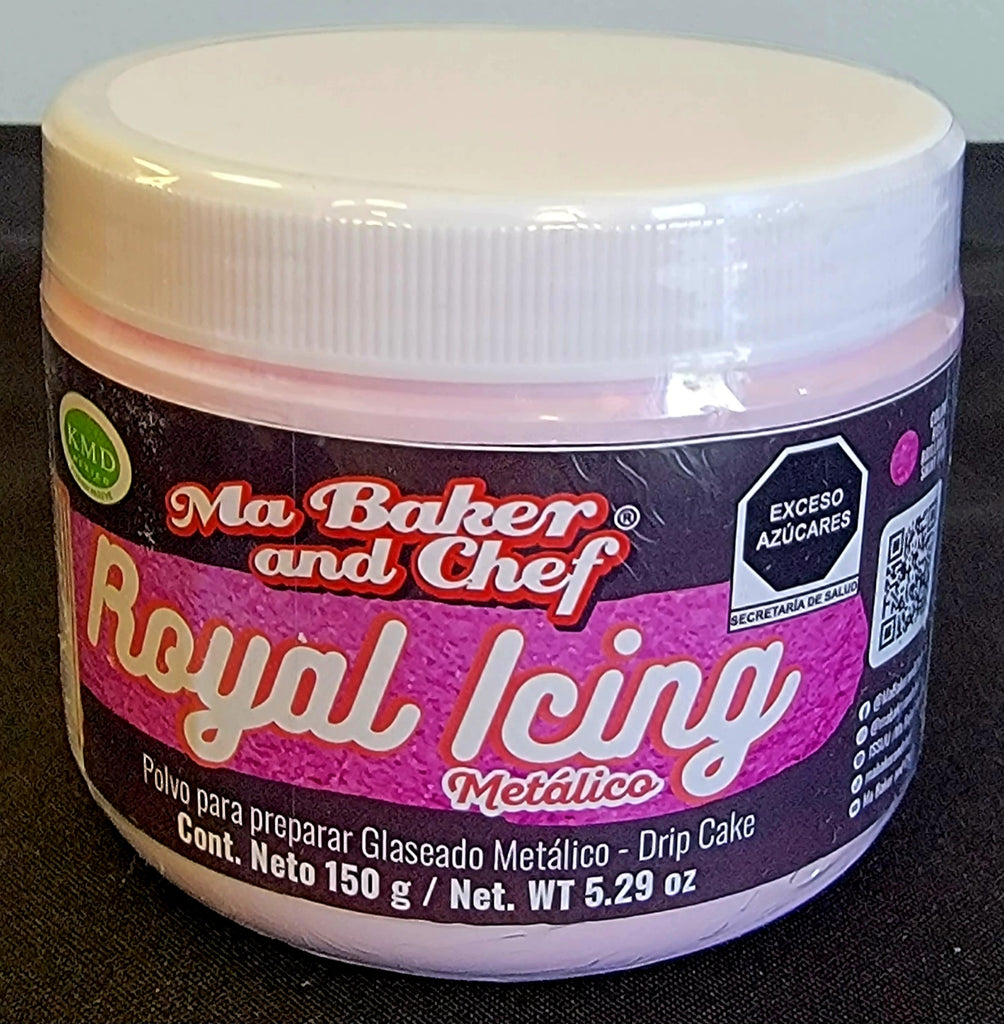 KMD
MÉXICO
Ma Baker
and Chef®
Royal Icing
Metálico
Polvo para preparar Glaseado Metálico - Drip Cake
Cont. Neto 150 g / Net. WT 5.29 oz
EXCESO
AZÚCARES
SECRETARÍA DE SALUD